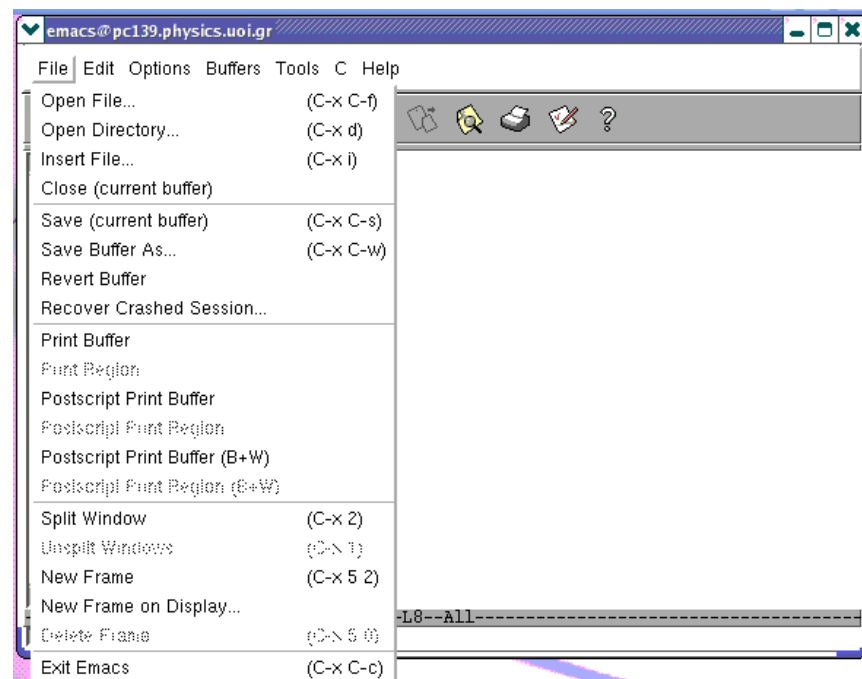 emacs@pc139.physics.uoi.gr
File Edit Options Buffers Tools C Help
Open File... (C-x C-f)
Open Directory... (C-x d)
Insert File... (C-x i)
Close (current buffer)
Save (current buffer) (C-x C-s)
Save Buffer As... (C-x C-w)
Revert Buffer
Recover Crashed Session...
Print Buffer
Print Region
Postscript Print Buffer
Postscript Print Region
Postscript Print Buffer (B+W)
Postscript Print Region (B+W)
Split Window (C-x 2)
Unsplit Windows (C-x 1)
New Frame (C-x 5 2)
New Frame on Display...
-L8--All----------------------------------------
Delete Frame (C-x 5 0)
Exit Emacs (C-x C-c)